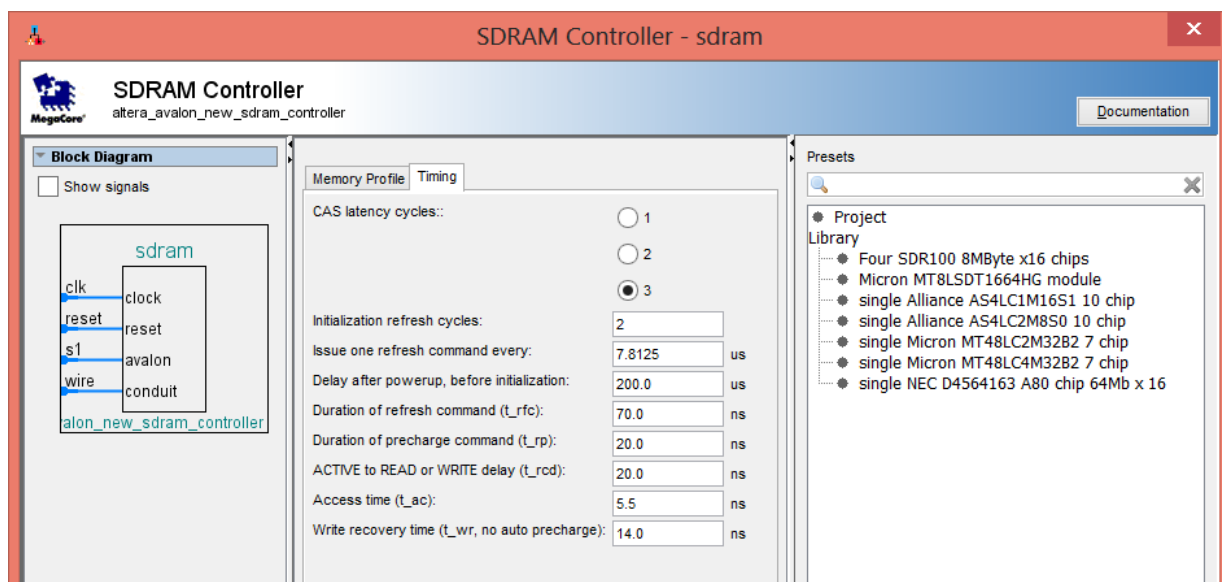 SDRAM Controller - sdram
SDRAM Controller
altera_avalon_new_sdram_controller
MegaCore'
Documentation
Block Diagram
Show signals
sdram
clk
clock
reset
reset
s1
avalon
wire
conduit
valon_new_sdram_controller
Memory Profile Timing
CAS latency cycles::
1
2
3
Initialization refresh cycles: 2
Issue one refresh command every: 7.8125 us
Delay after powerup, before initialization: 200.0 us
Duration of refresh command (t_rfc): 70.0 ns
Duration of precharge command (t_rp): 20.0 ns
ACTIVE to READ or WRITE delay (t_rcd): 20.0 ns
Access time (t_ac): 5.5 ns
Write recovery time (t_wr, no auto precharge): 14.0 ns
Presets
Project
Library
Four SDR100 8MByte x16 chips
Micron MT8LSDT1664HG module
single Alliance AS4LC1M16S1 10 chip
single Alliance AS4LC2M8S0 10 chip
single Micron MT48LC2M32B2 7 chip
single Micron MT48LC4M32B2 7 chip
single NEC D4564163 A80 chip 64Mb x 16